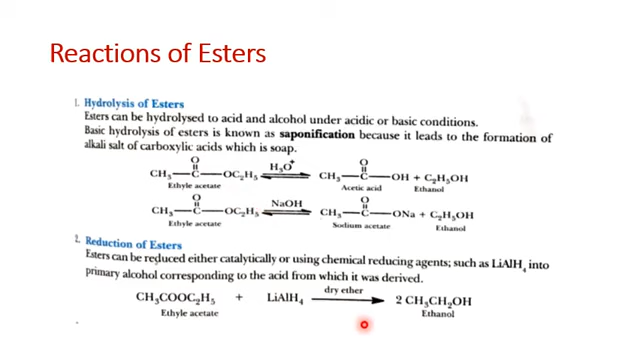 Reactions of Esters
1. Hydrolysis of Esters
Esters can be hydrolysed to acid and alcohol under acidic or basic conditions.
Basic hydrolysis of esters is known as saponification because it leads to the formation of
alkali salt of carboxylic acids which is soap.
O O
CH₃—C—OC₂H₅ H₃O⁺ CH₃—C—OH + C₂H₅OH
Ethyle acetate Acetic acid Ethanol
O O
CH₃—C—OC₂H₅ NaOH CH₃—C—ONa + C₂H₅OH
Ethyle acetate Sodium acetate Ethanol
2. Reduction of Esters
Esters can be reduced either catalytically or using chemical reducing agents; such as LiAlH₄ into
primary alcohol corresponding to the acid from which it was derived.
dry ether
CH₃COOC₂H₅ + LiAlH₄ ⟶ 2 CH₃CH₂OH
Ethyle acetate Ethanol